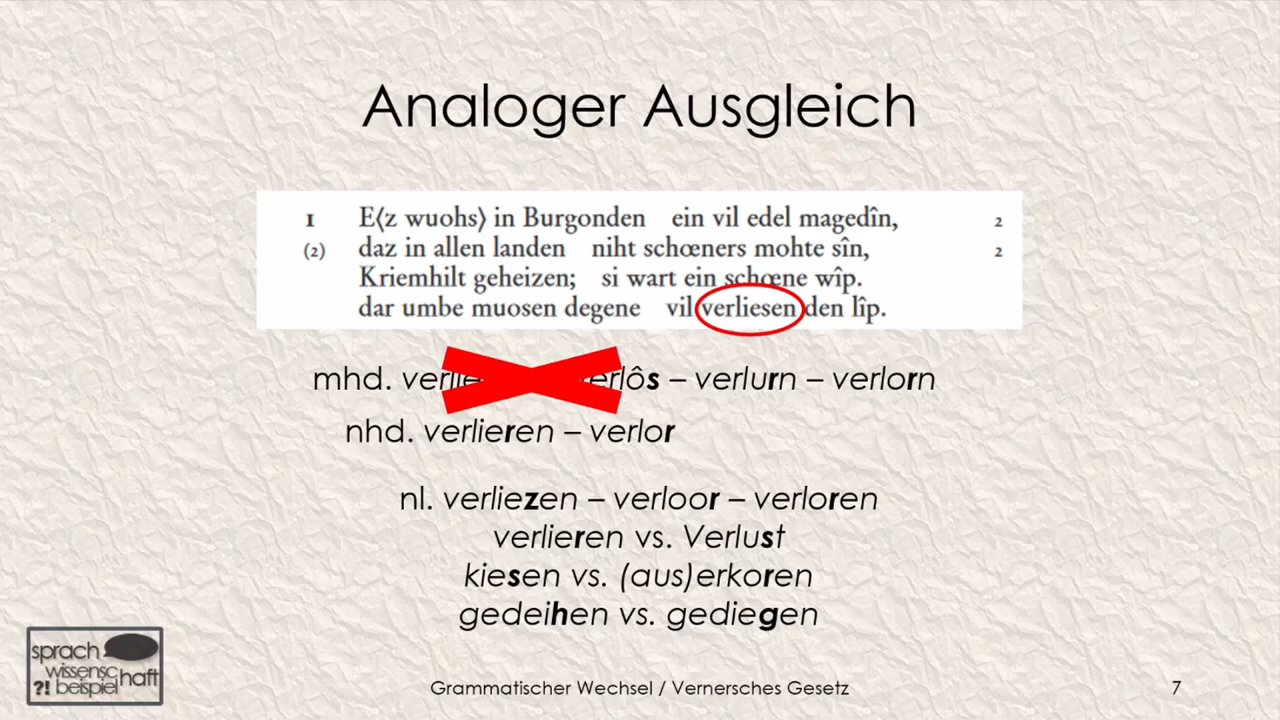 Analoger Ausgleich
1 E⟨z wuohs⟩ in Burgonden ein vil edel magedîn, 2
(2) daz in allen landen niht schœners mohte sîn, 2
Kriemhilt geheizen; si wart ein schœne wîp.
dar umbe muosen degene vil verliesen den lîp.
mhd. – verlurn – verlorn
nhd. verlieren – verlor
nl. verliezen – verloor – verloren
verlieren vs. Verlust
kiesen vs. (aus)erkoren
gedeihen vs. gediegen
sprach
wissensc haft
?! beispiel
Grammatischer Wechsel / Vernersches Gesetz 7